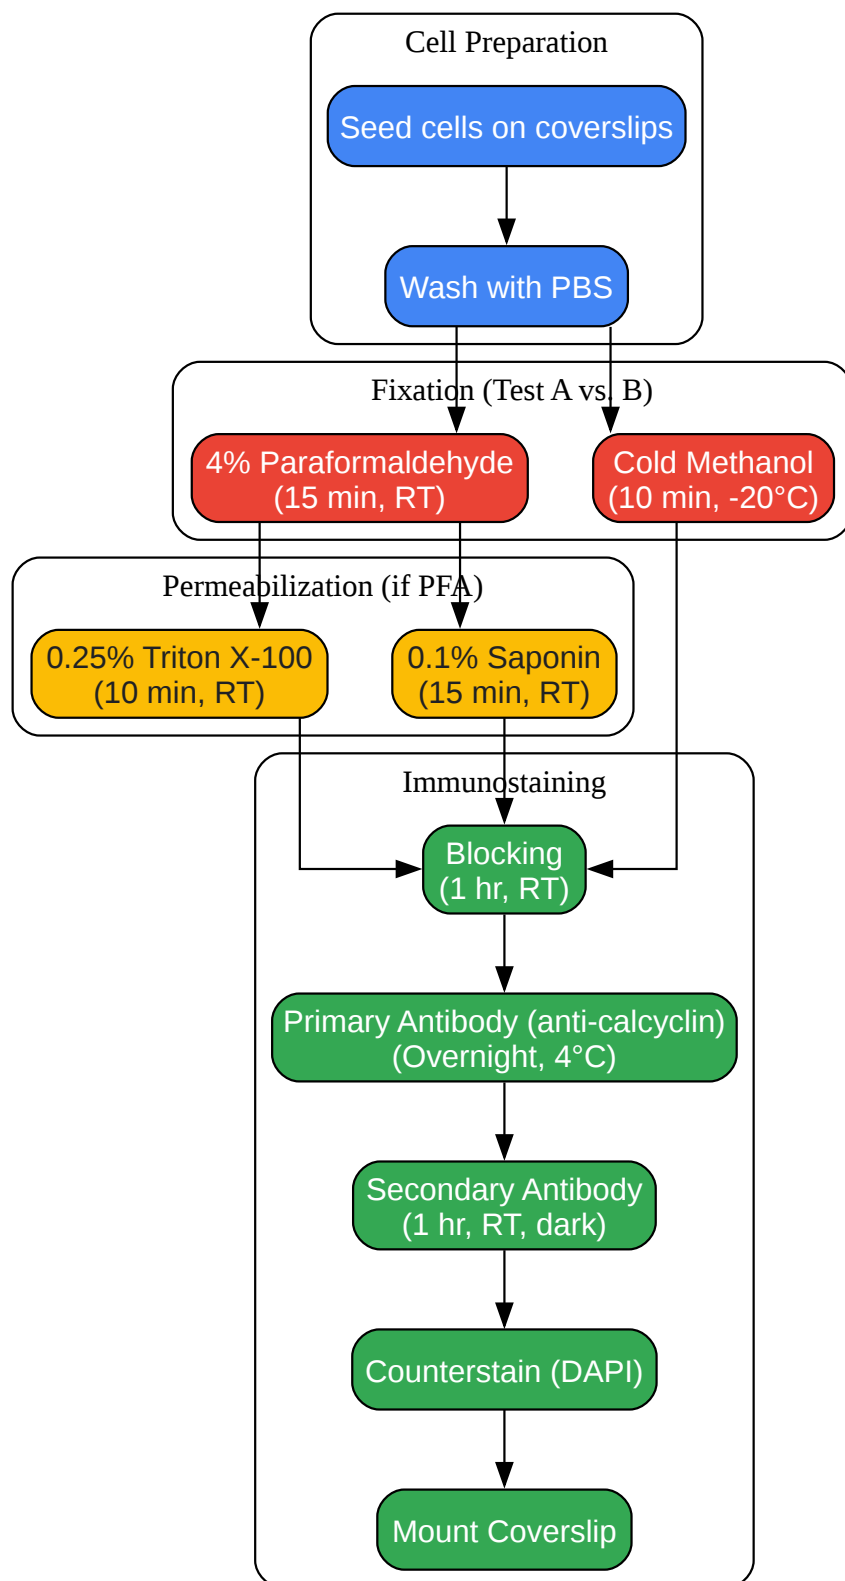 Cell Preparation
Seed cells on coverslips
Wash with PBS
Fixation (Test A vs. B)
4% Paraformaldehyde
(15 min, RT)
Cold Methanol
(10 min, -20°C)
Permeabilization (if PFA)
0.25% Triton X-100
(10 min, RT)
0.1% Saponin
(15 min, RT)
Immunostaining
Blocking
(1 hr, RT)
Primary Antibody (anti-calcyclin)
(Overnight, 4°C)
Secondary Antibody
(1 hr, RT, dark)
Counterstain (DAPI)
Mount Coverslip